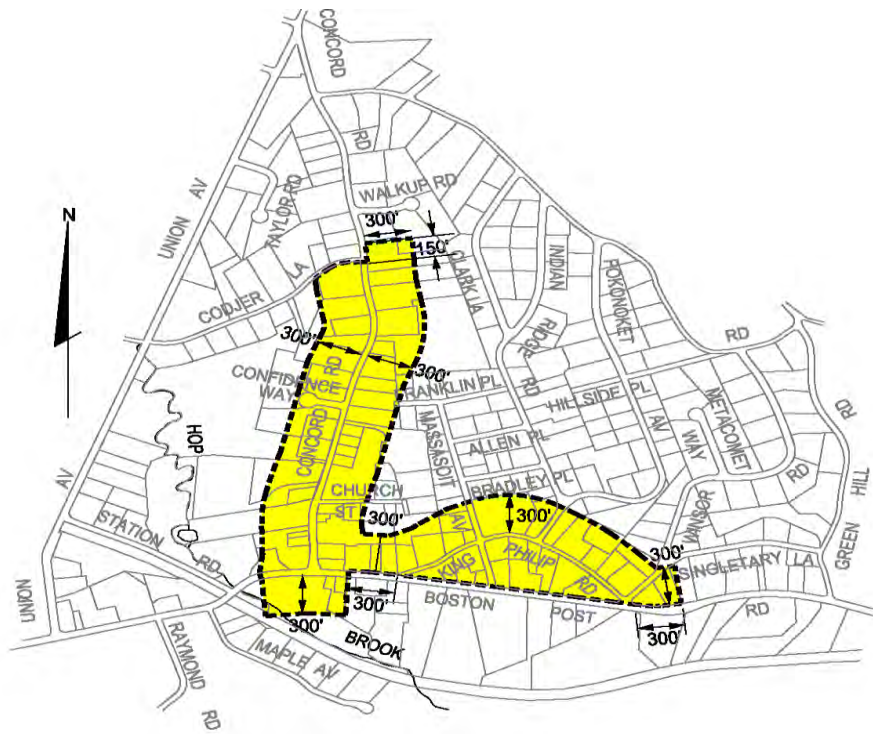 CONCORD
RD
WALKUP RD
TAYLOR RD
UNION AV
N
300'
150'
CLARK LA
INDIAN
RIDGE
RD
POKONOKET
AV
RD
CODJER LA
300'
300'
CONFIDENCE
WAY
RD
CONCORD
FRANKLIN PL
HILLSIDE PL
MASSASOIT
AV
ALLEN PL
METACOMET
WAY
RD
RD
GREEN HILL
HOP
CHURCH
ST
BRADLEY PL
300'
300'
MANSOR
AV
STATION
RD
KING
PHILIP
RD
300'
SINGLETARY LA
UNION
300'
300'
BOSTON
POST
RD
300'
BROOK
RAYMOND
RD
MAPLE AV